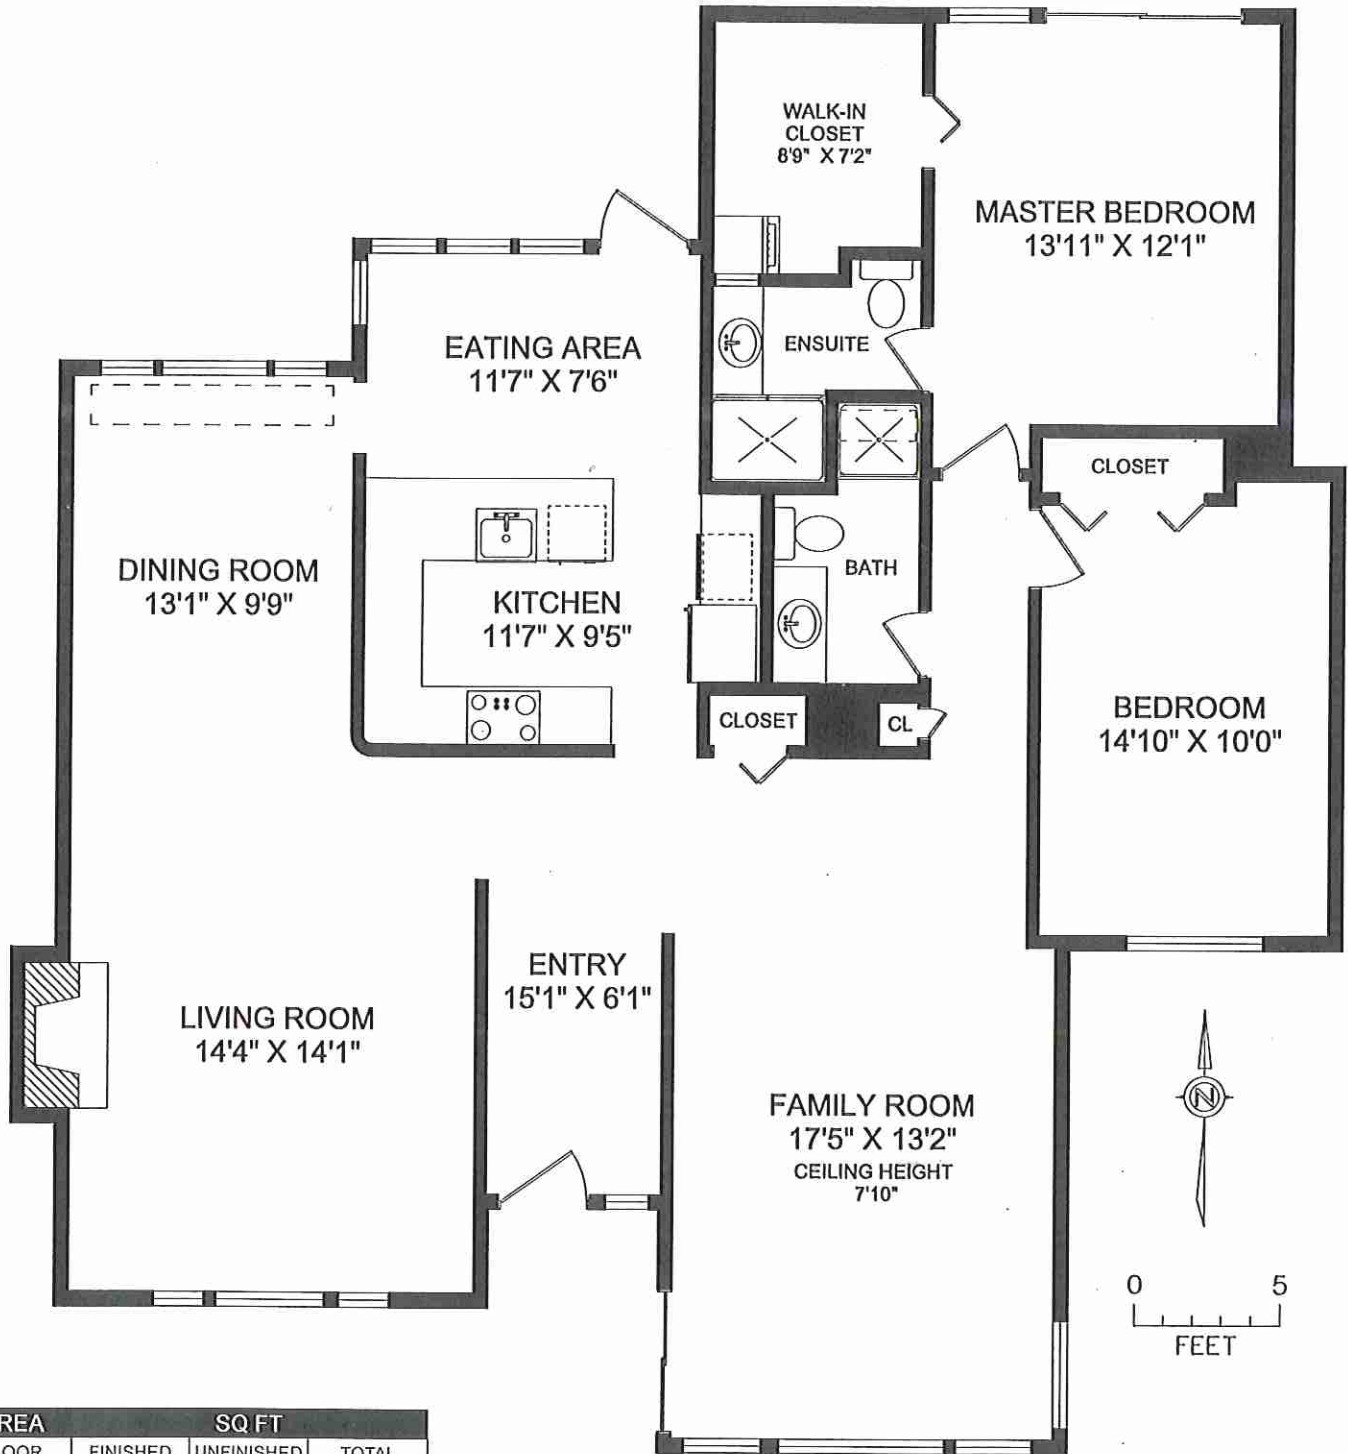 WALK-IN
CLOSET
8'9" X 7'2"
MASTER BEDROOM
13'11" X 12'1"
EATING AREA
11'7" X 7'6"
ENSUITE
CLOSET
DINING ROOM
13'1" X 9'9"
KITCHEN
11'7" X 9'5"
BATH
BEDROOM
14'10" X 10'0"
CLOSET
CL
ENTRY
15'1" X 6'1"
LIVING ROOM
14'4" X 14'1"
FAMILY ROOM
17'5" X 13'2"
CEILING HEIGHT
7'10"
N
0 5
FEET
REA SQ FT
OOR FINISHED UNFINISHED TOTAL